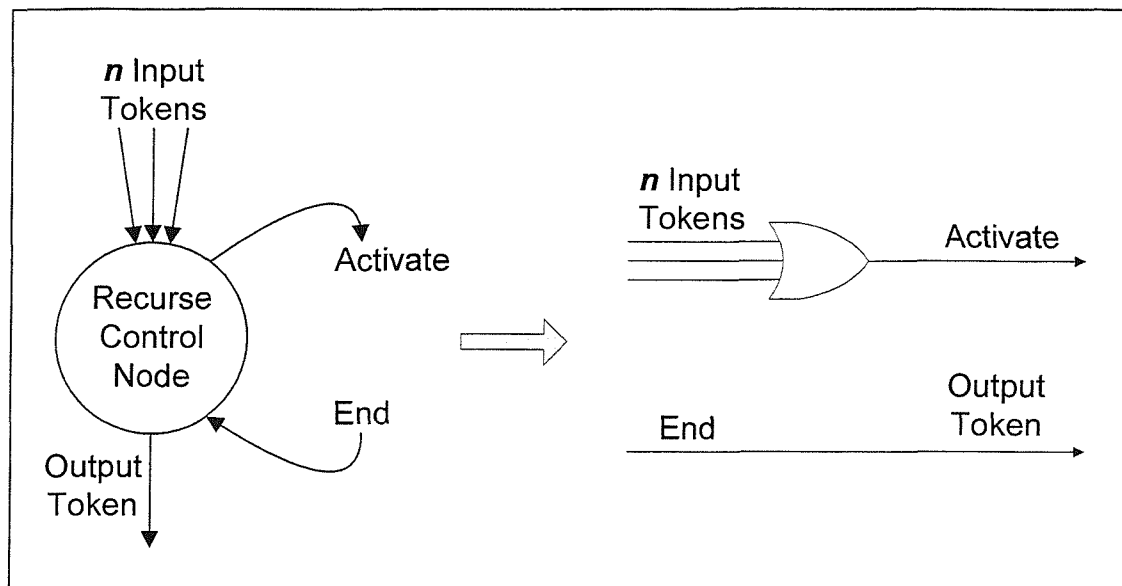 n Input
Tokens
Activate
Recurse
Control
Node
End
Output
Token
n Input
Tokens
Activate
End
Output
Token